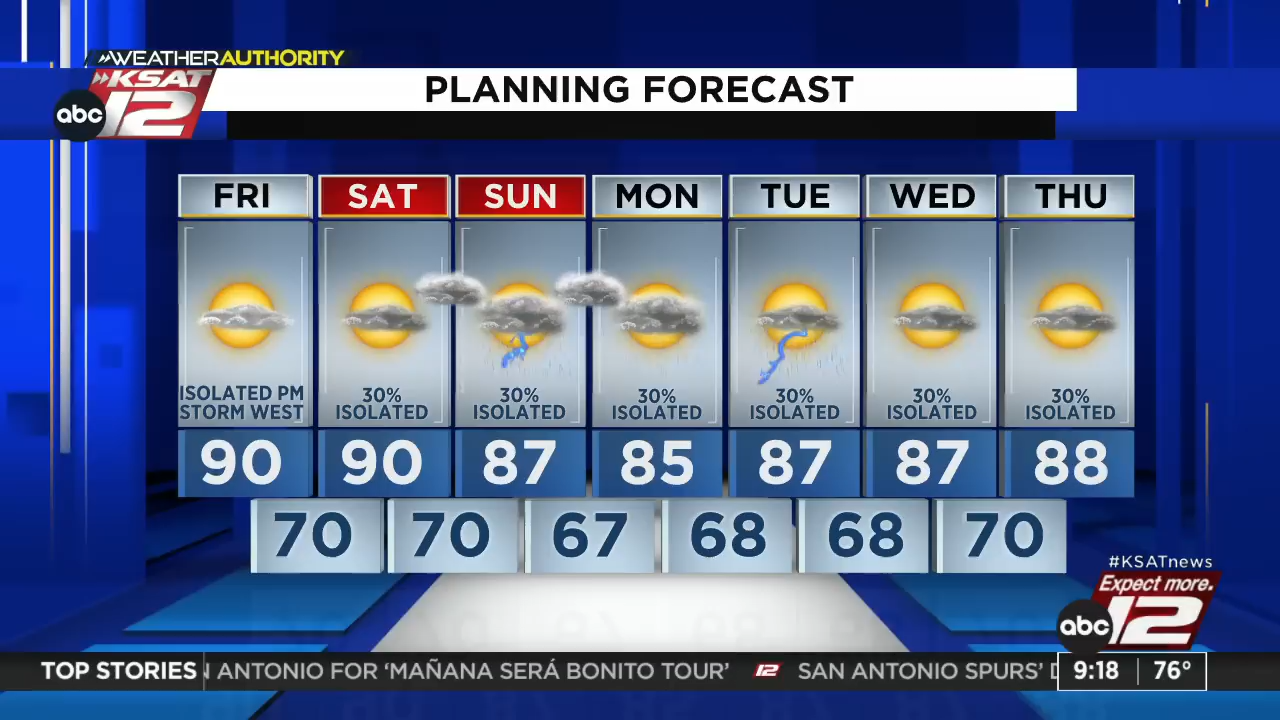 WEATHERAUTHORITY
KSAT
abc 12
PLANNING FORECAST
FRI SAT SUN MON TUE WED THU
ISOLATED PM
STORM WEST
30%
ISOLATED
30%
ISOLATED
30%
ISOLATED
30%
ISOLATED
30%
ISOLATED
30%
ISOLATED
90 90 87 85 87 87 88
70 70 67 68 68 70
#KSATnews
Expect more.
abc 12
TOP STORIES
ANTONIO FOR ‘MAÑANA SERÁ BONITO TOUR’ 12 SAN ANTONIO SPURS’
9:18 76°